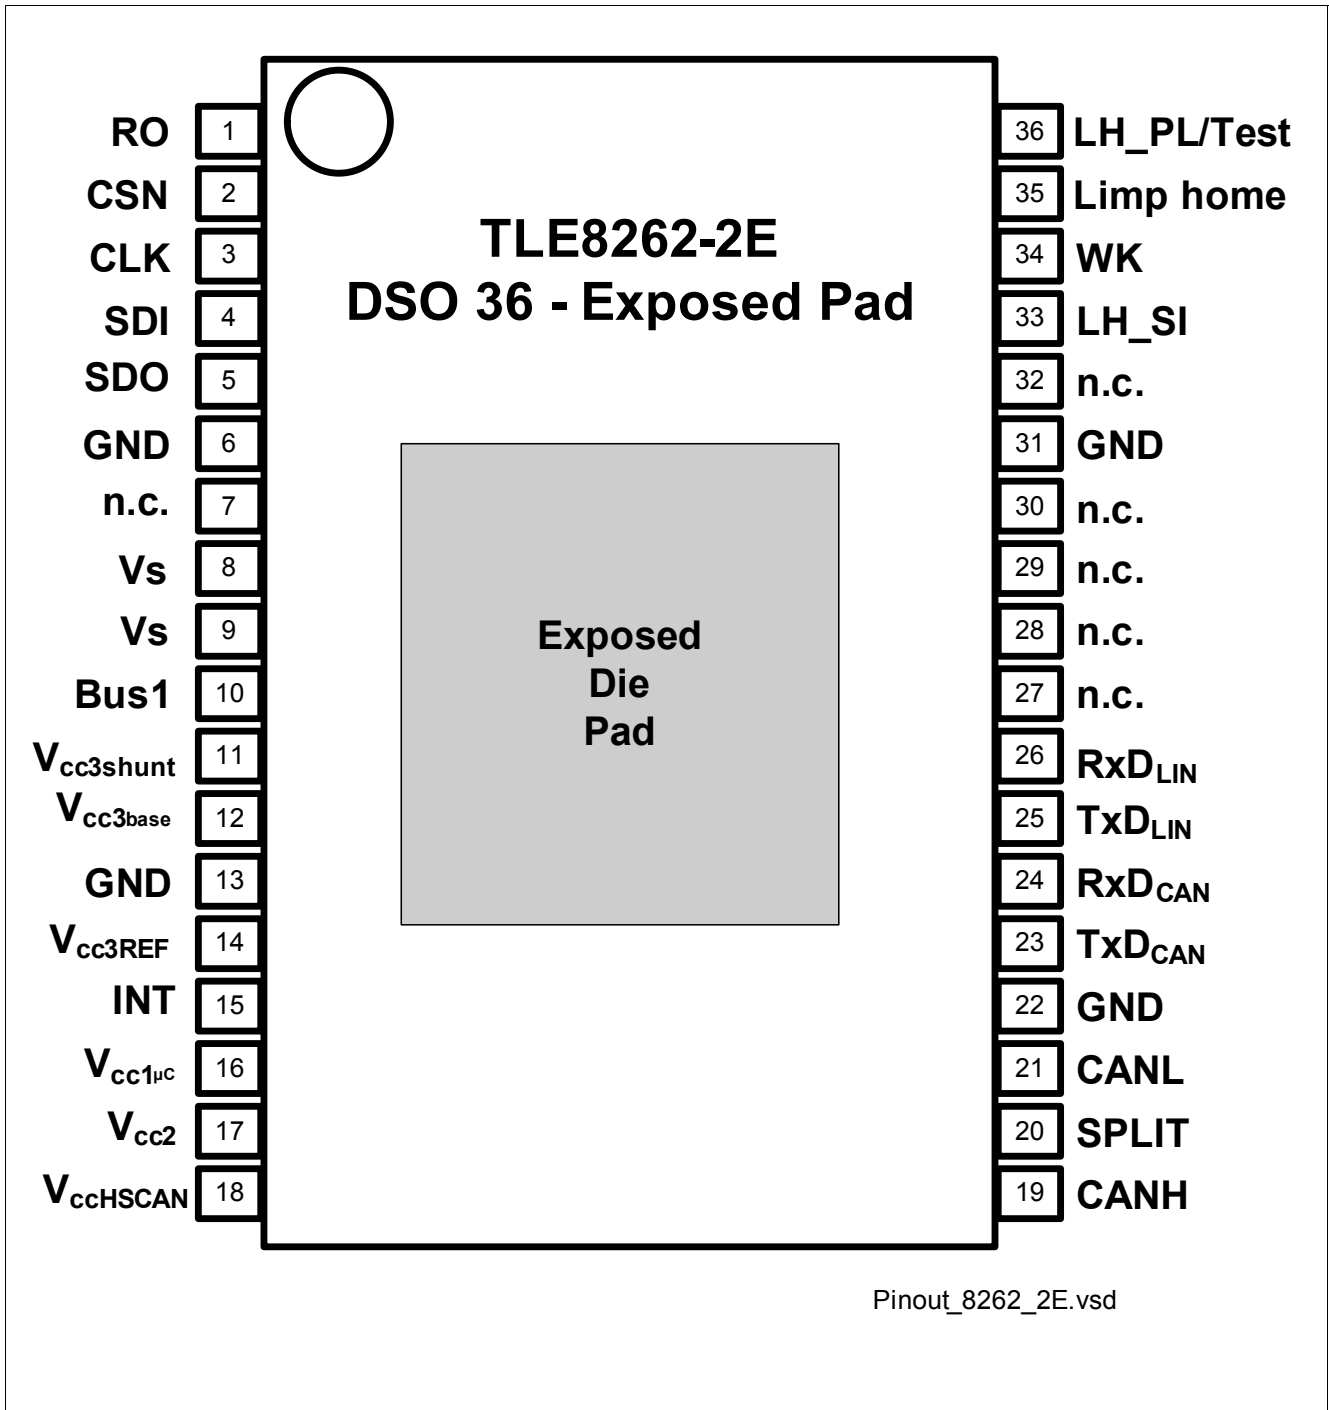 TLE8262-2E
DSO 36 - Exposed Pad
RO 1
CSN 2
CLK 3
SDI 4
SDO 5
GND 6
n.c. 7
Vs 8
Vs 9
Bus1 10
Vcc3shunt 11
Vcc3base 12
GND 13
Vcc3REF 14
INT 15
Vcc1µC 16
Vcc2 17
VccHSCAN 18
36 LH_PL/Test
35 Limp home
34 WK
33 LH_SI
32 n.c.
31 GND
30 n.c.
29 n.c.
28 n.c.
27 n.c.
26 RxDLIN
25 TxDLIN
24 RxDCAN
23 TxDCAN
22 GND
21 CANL
20 SPLIT
19 CANH
Exposed
Die
Pad
Pinout_8262_2E.vsd